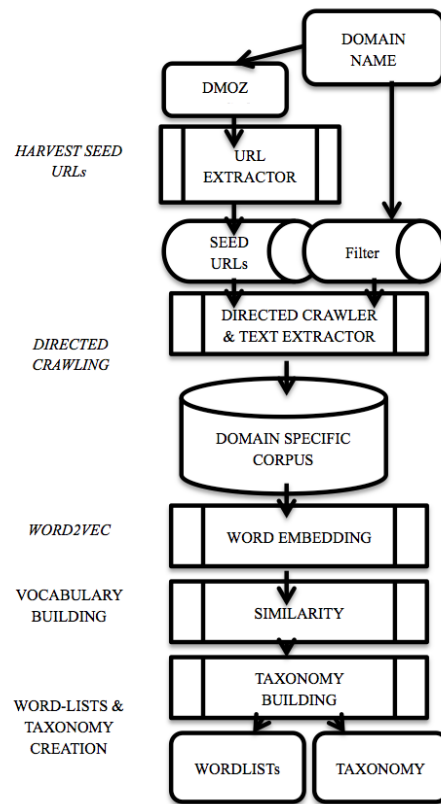 DOMAIN
NAME
DMOZ
HARVEST SEED
URLs
URL
EXTRACTOR
SEED
URLs
Filter
DIRECTED
CRAWLING
DIRECTED CRAWLER
& TEXT EXTRACTOR
DOMAIN SPECIFIC
CORPUS
WORD2VEC
WORD EMBEDDING
VOCABULARY
BUILDING
SIMILARITY
TAXONOMY
BUILDING
WORD-LISTS &
TAXONOMY
CREATION
WORDLISTs
TAXONOMY